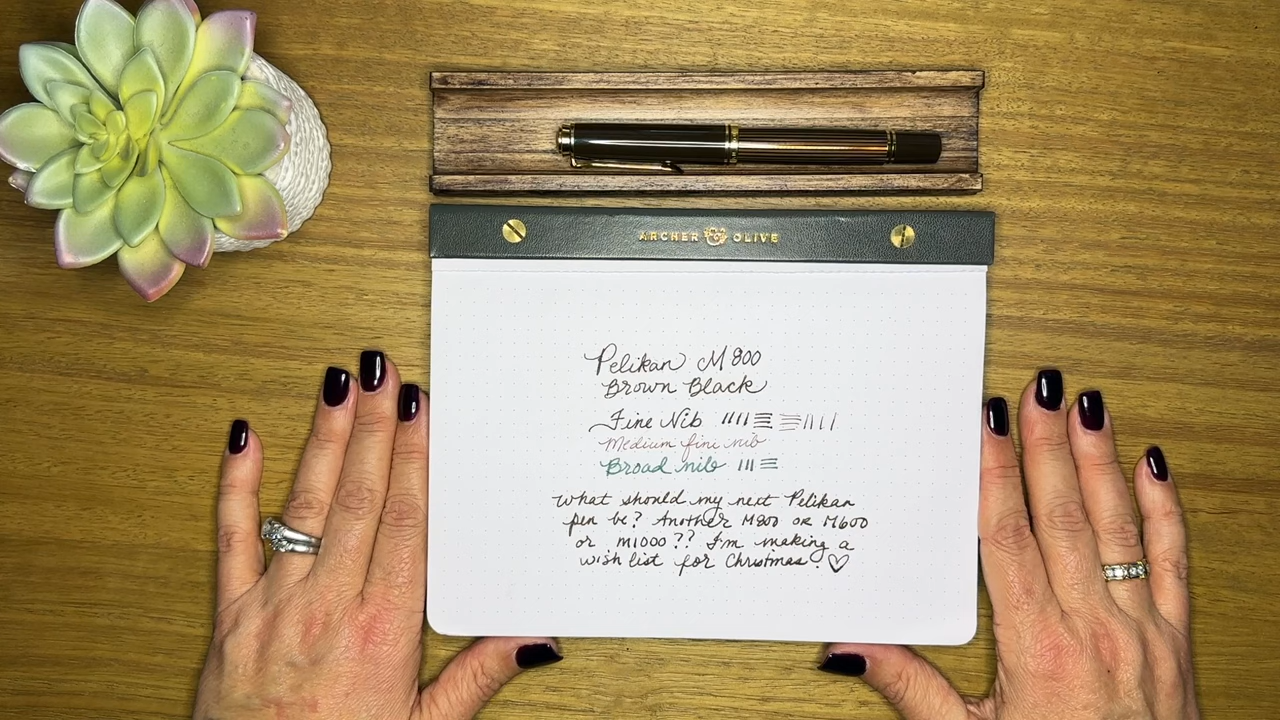 ARCHER & OLIVE
Pelikan M800
Brown Black
Fine Nib
Medium fini nib
Broad nib
What should my next Pelikan
pen be? Another M800 or M600
or M1000?? I'm making a
wish list for Christmas! ♡